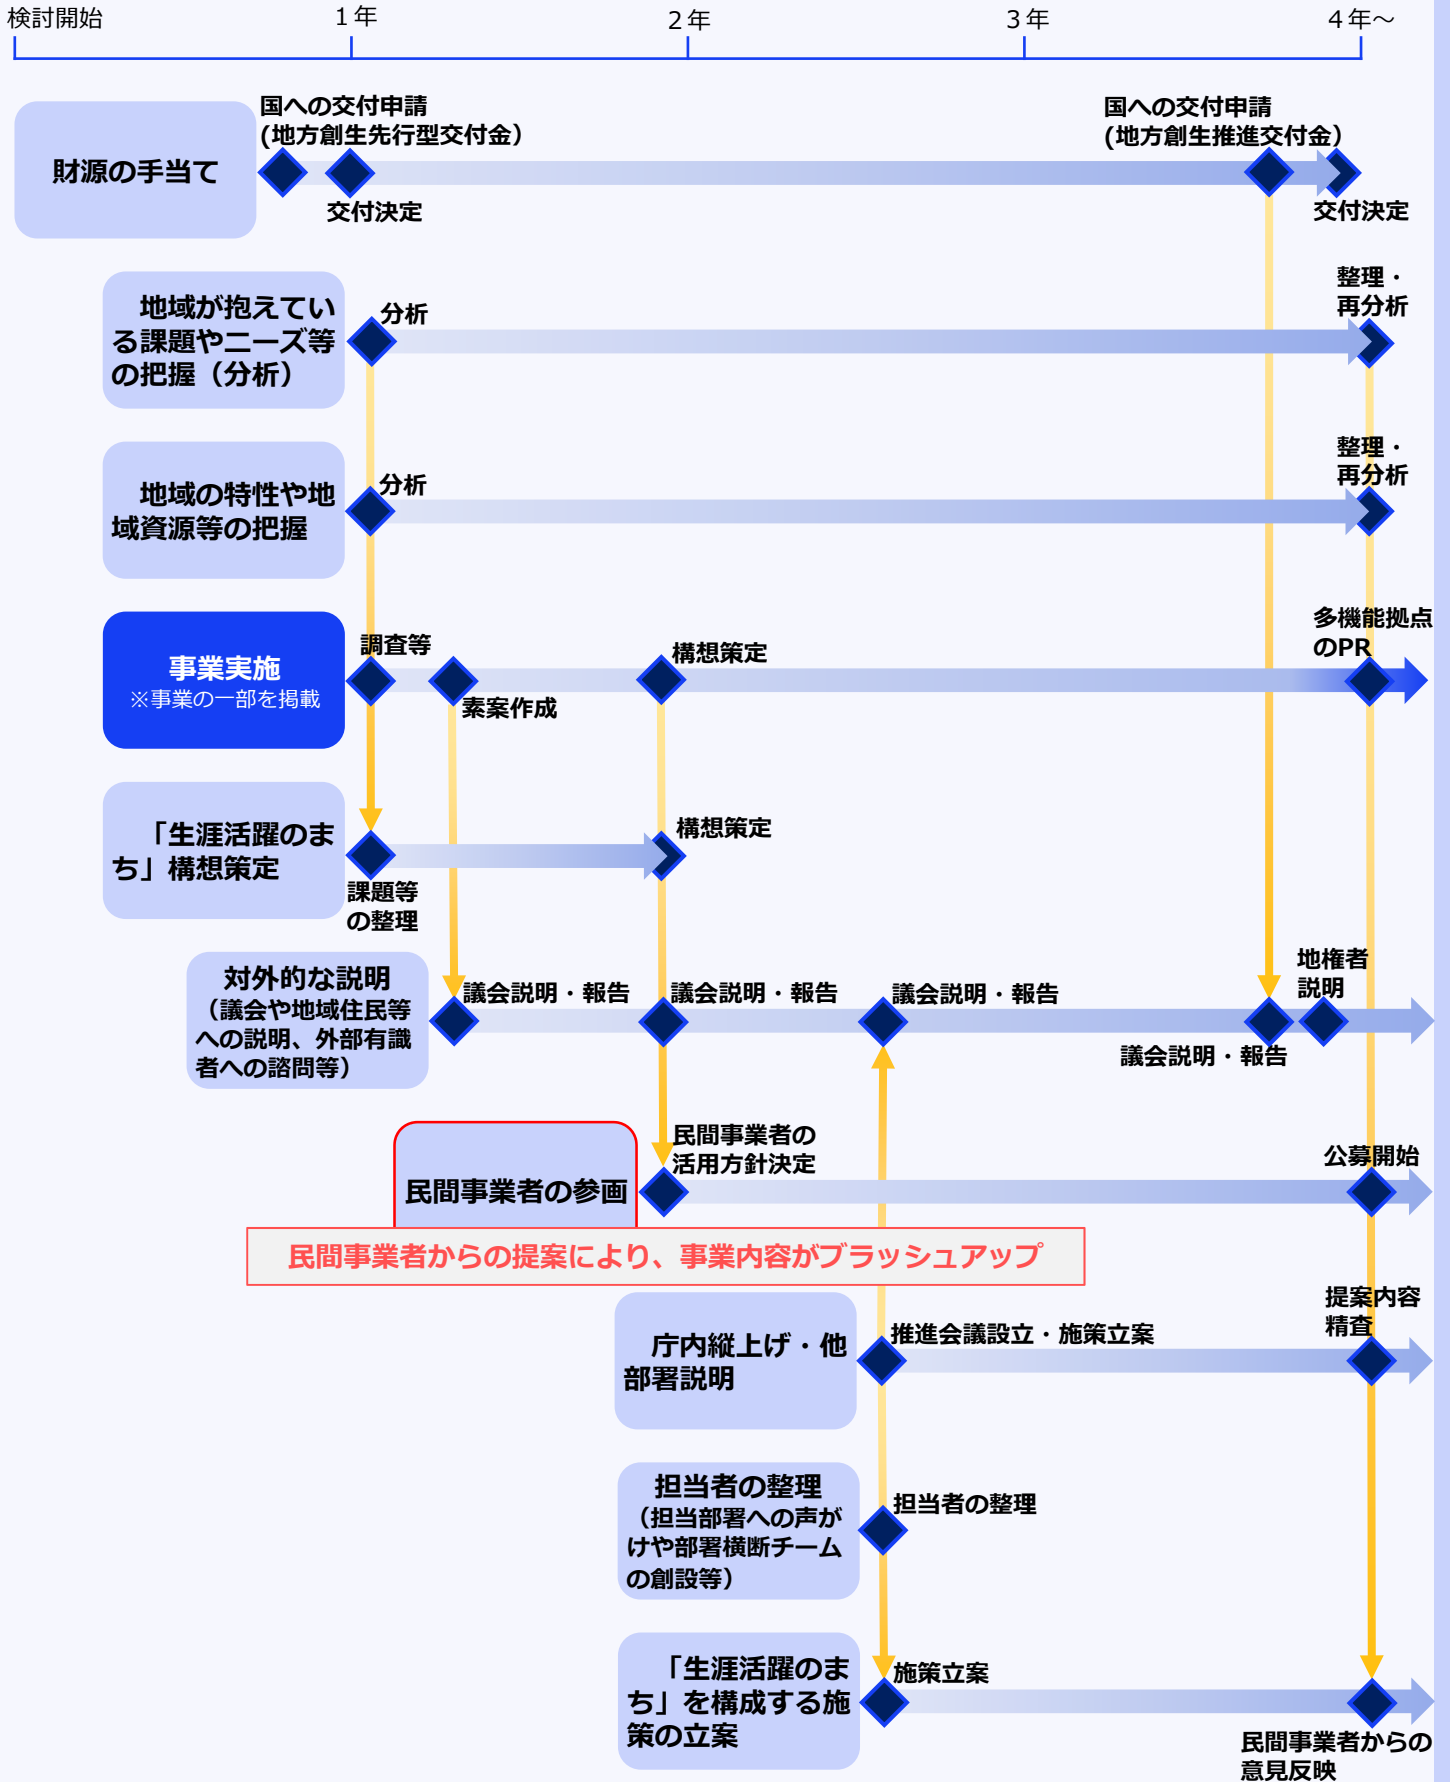 検討開始
１年
２年
３年
４年～
国への交付申請
(地方創生先行型交付金）
国への交付申請
(地方創生推進交付金）
財源の手当て
交付決定
交付決定
地域が抱えてい
る課題やニーズ等
の把握（分析）
分析
整理・
再分析
地域の特性や地
域資源等の把握
分析
整理・
再分析
事業実施
※事業の一部を掲載
調査等
素案作成
構想策定
多機能拠点
のPR
「生涯活躍のま
ち」構想策定
課題等
の整理
構想策定
対外的な説明
（議会や地域住民等
への説明、外部有識
者への諮問等）
議会説明・報告
議会説明・報告
議会説明・報告
議会説明・報告
地権者
説明
民間事業者の参画
民間事業者の
活用方針決定
公募開始
民間事業者からの提案により、事業内容がブラッシュアップ
庁内縦上げ・他
部署説明
推進会議設立・施策立案
提案内容
精査
担当者の整理
（担当部署への声が
けや部署横断チーム
の創設等）
担当者の整理
「生涯活躍のま
ち」を構成する施
策の立案
施策立案
民間事業者からの
意見反映